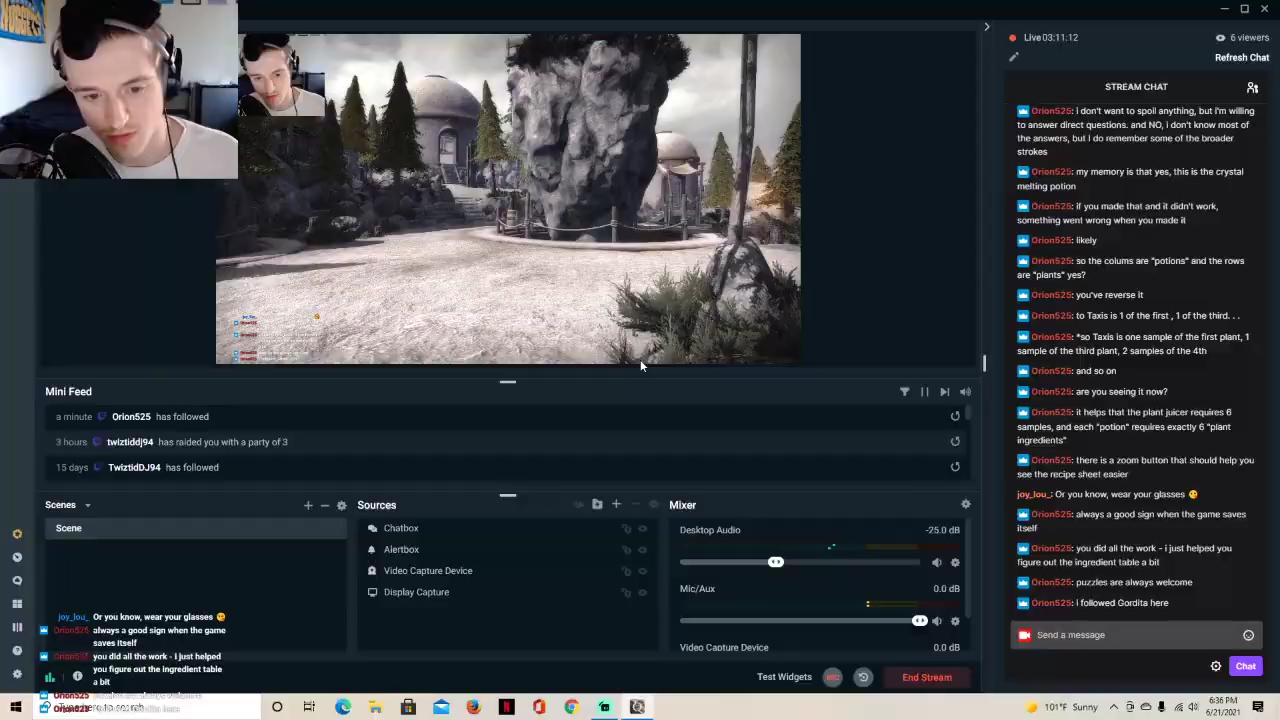 NUGGETS
Live 03:11:12
6 viewers
Refresh Chat
STREAM CHAT
Orion525: i don't want to spoil anything, but i'm willing
to answer direct questions. and NO, i don't know most of
the answers, but I do remember some of the broader
strokes
Orion525: my memory is that yes, this is the crystal
melting potion
Orion525: if you made that and it didn't work,
something went wrong when you made it
Orion525: likely
Orion525: so the colums are "potions" and the rows
are "plants" yes?
Orion525: you've reverse it
Orion525: to Taxis is 1 of the first , 1 of the third. . .
Orion525: *so Taxis is one sample of the first plant, 1
sample of the third plant, 2 samples of the 4th
Orion525: and so on
Orion525: are you seeing it now?
Orion525: it helps that the plant juicer requires 6
samples, and each "potion" requires exactly 6 "plant
ingredients"
Orion525: there is a zoom button that should help you
see the recipe sheet easier
joy_lou_: Or you know, wear your glasses
Orion525: always a good sign when the game saves
itself
Orion525: you did all the work - i just helped you
figure out the ingredient table a bit
Orion525: puzzles are always welcome
Orion525: i followed Gordita here
Send a message
Chat
Mini Feed
a minute Orion525 has followed
3 hours twiztiddj94 has raided you with a party of 3
15 days TwiztidDJ94 has followed
Scenes
Scene
Sources
Chatbox
Alertbox
Video Capture Device
Display Capture
Mixer
Desktop Audio -25.0 dB
Mic/Aux 0.0 dB
Video Capture Device 0.0 dB
joy_lou_ Or you know, wear your glasses
Orion525 always a good sign when the game
saves itself
Orion525 you did all the work - i just helped
you figure out the ingredient table
a bit
Orion525
Orion525
Test Widgets
REC
End Stream
Type here to search
101°F Sunny
6:36 PM
6/21/2021